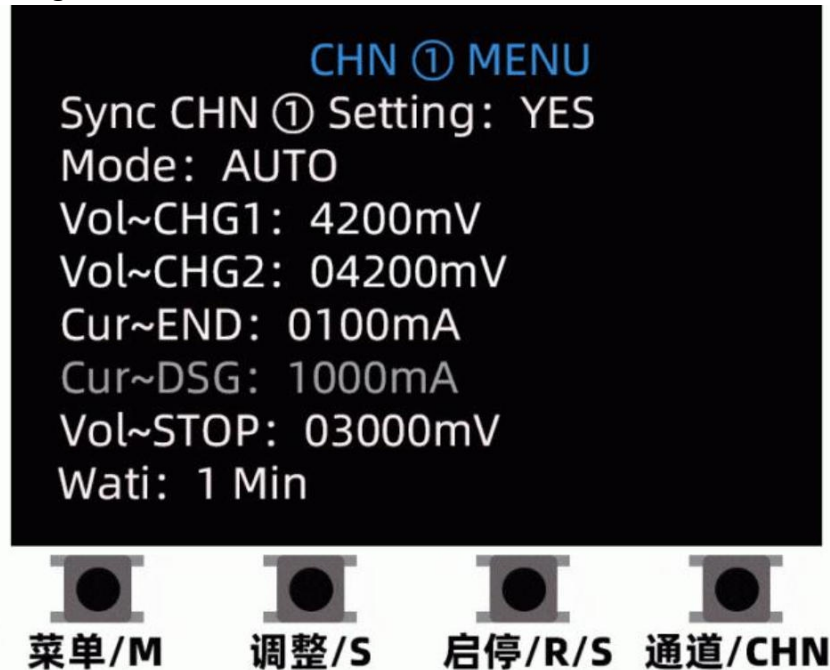 CHN ① MENU
Sync CHN ① Setting： YES
Mode： AUTO
Vol~CHG1： 4200mV
Vol~CHG2： 04200mV
Cur~END： 0100mA
Cur~DSG： 1000mA
Vol~STOP： 03000mV
Wati： 1 Min
菜单/M 调整/S 启停/R/S 通道/CHN